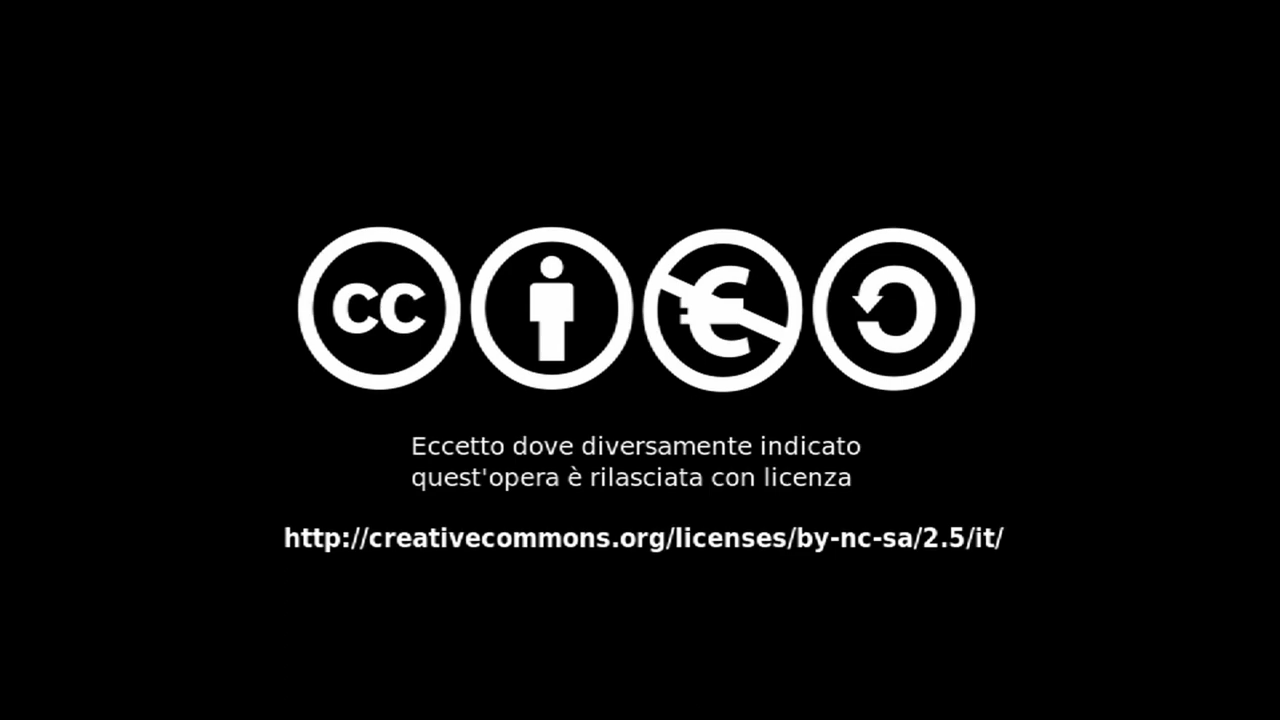 cc
€
Eccetto dove diversamente indicato
quest'opera è rilasciata con licenza
http://creativecommons.org/licenses/by-nc-sa/2.5/it/